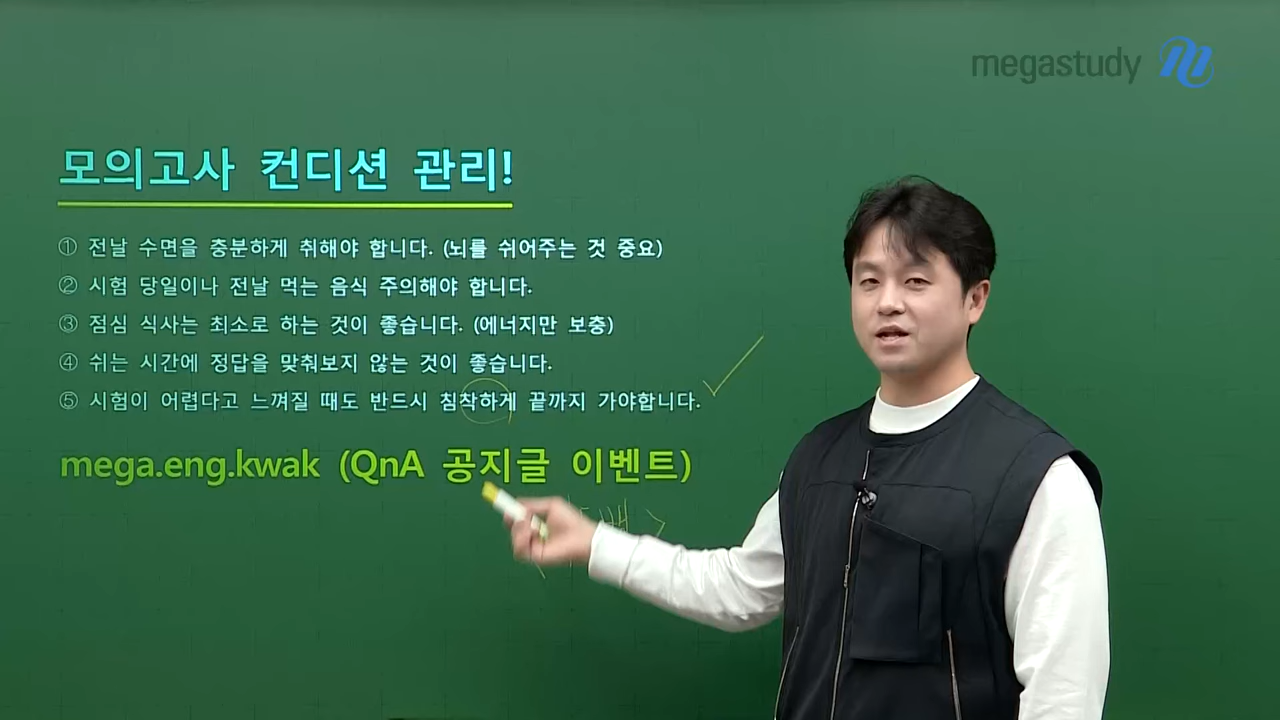 megastudy
모의고사 컨디션 관리!
① 전날 수면을 충분하게 취해야 합니다. (뇌를 쉬어주는 것 중요)
② 시험 당일이나 전날 먹는 음식 주의해야 합니다.
③ 점심 식사는 최소로 하는 것이 좋습니다. (에너지만 보충)
④ 쉬는 시간에 정답을 맞춰보지 않는 것이 좋습니다.
⑤ 시험이 어렵다고 느껴질 때도 반드시 침착하게 끝까지 가야합니다.
mega.eng.kwak (QnA 공지글 이벤트)